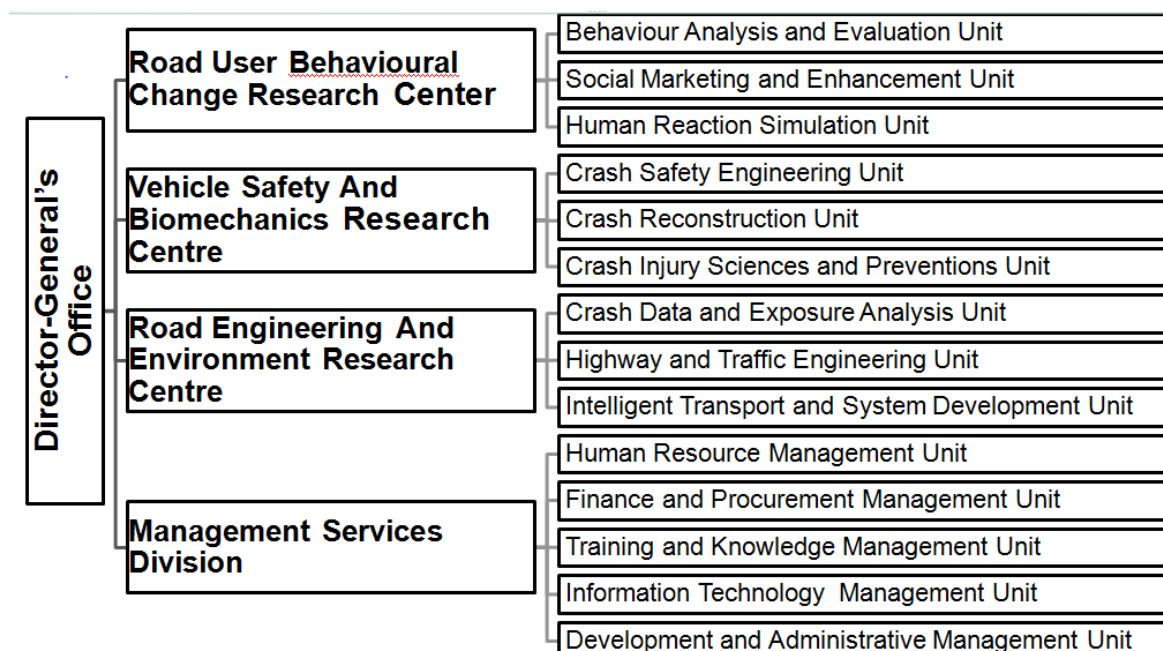 Director-General's
Office
Road User Behavioural
Change Research Center
Behaviour Analysis and Evaluation Unit
Social Marketing and Enhancement Unit
Human Reaction Simulation Unit
Vehicle Safety And
Biomechanics Research
Centre
Crash Safety Engineering Unit
Crash Reconstruction Unit
Crash Injury Sciences and Preventions Unit
Road Engineering And
Environment Research
Centre
Crash Data and Exposure Analysis Unit
Highway and Traffic Engineering Unit
Intelligent Transport and System Development Unit
Management Services
Division
Human Resource Management Unit
Finance and Procurement Management Unit
Training and Knowledge Management Unit
Information Technology Management Unit
Development and Administrative Management Unit